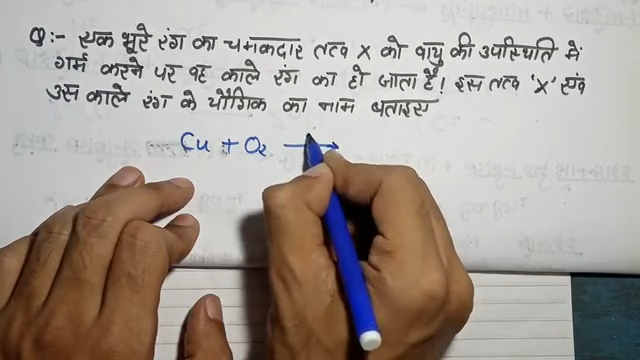 Q:- एक भूरे रंग का चमकदार तत्व X को वायु की उपस्थिति में
गर्म करने पर वह काले रंग का हो जाता है! इस तत्व 'X' एवं
उस काले रंग के यौगिक का नाम बताइए
Cu + O₂ →